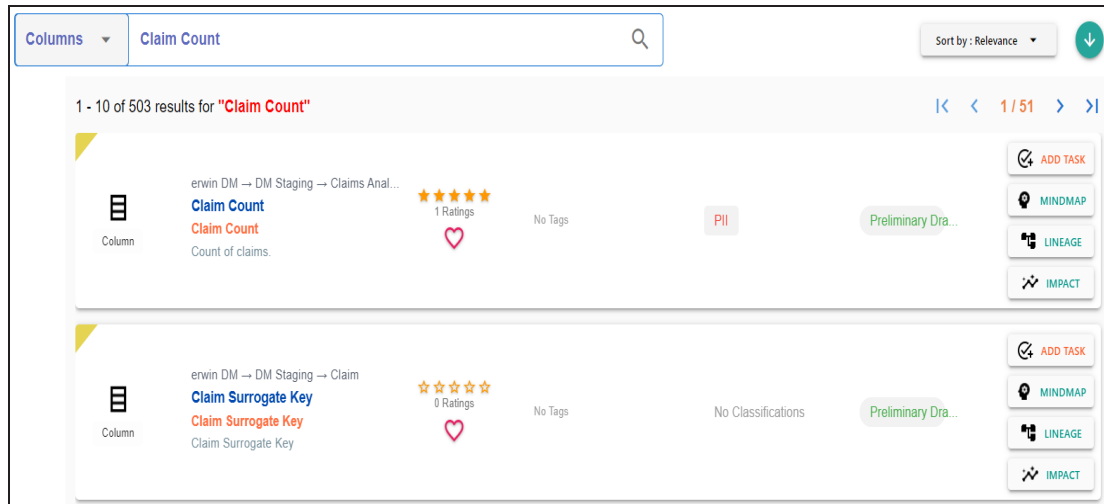 Columns
Claim Count
Sort by : Relevance
1 - 10 of 503 results for "Claim Count"
1 / 51
erwin DM → DM Staging → Claims Anal...
Claim Count
Claim Count
Count of claims.
Column
1 Ratings
No Tags
PII
Preliminary Dra...
ADD TASK
MINDMAP
LINEAGE
IMPACT
erwin DM → DM Staging → Claim
Claim Surrogate Key
Claim Surrogate Key
Claim Surrogate Key
Column
0 Ratings
No Tags
No Classifications
Preliminary Dra...
ADD TASK
MINDMAP
LINEAGE
IMPACT